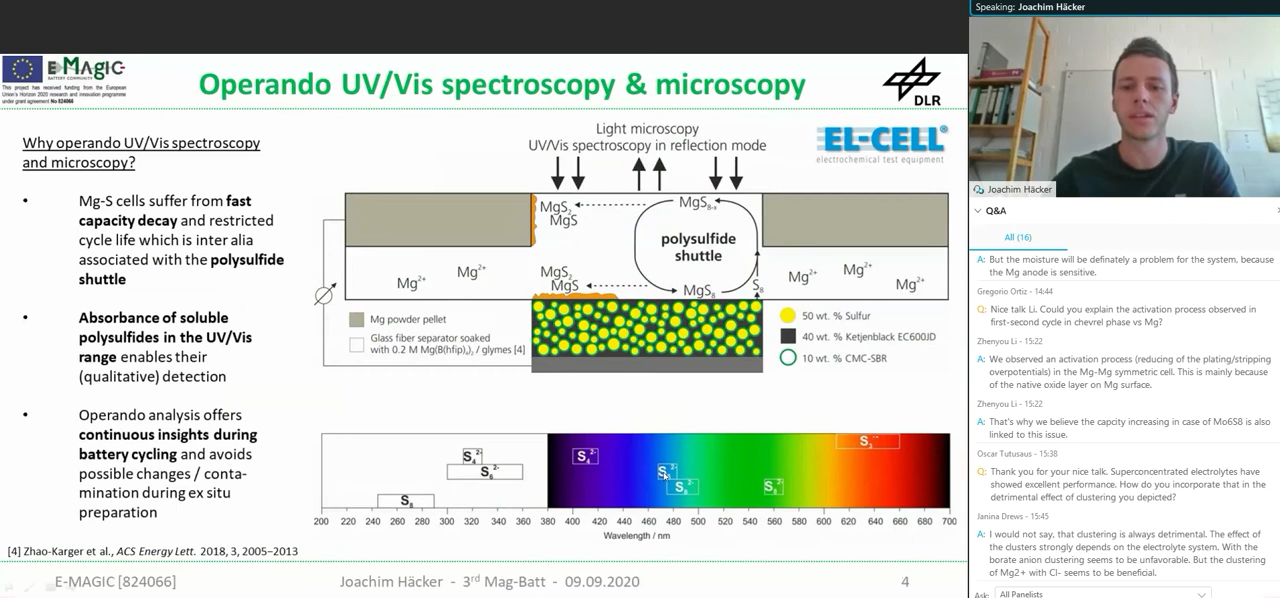 Speaking: Joachim Häcker
E-MAGIC
BATTERY COMMUNITY
This project has received funding from the European
Union's Horizon 2020 research and innovation programme
under grant agreement No 824066
Operando UV/Vis spectroscopy & microscopy
DLR
Why operando UV/Vis spectroscopy
and microscopy?
• Mg-S cells suffer from fast
capacity decay and restricted
cycle life which is inter alia
associated with the polysulfide
shuttle
• Absorbance of soluble
polysulfides in the UV/Vis
range enables their
(qualitative) detection
• Operando analysis offers
continuous insights during
battery cycling and avoids
possible changes / conta-
mination during ex situ
preparation
Light microscopy
UV/Vis spectroscopy in reflection mode
EL-CELL®
electrochemical test equipment
MgS₂
MgS
MgS₈₋ₓ
polysulfide
shuttle
Mg²⁺ Mg²⁺
MgS₂
MgS
MgS₈
S₈
Mg²⁺ Mg²⁺ Mg²⁺
Mg powder pellet
Glass fiber separator soaked
with 0.2 M Mg(B(hfip)₄)₂ / glymes [4]
50 wt. % Sulfur
40 wt. % Ketjenblack EC600JD
10 wt. % CMC-SBR
S₄²⁻
S₆²⁻
S₈
S₄²⁻
S₈²⁻
S₈²⁻
S₃˙⁻
200 220 240 260 280 300 320 340 360 380 400 420 440 460 480 500 520 540 560 580 600 620 640 660 680 700
Wavelength / nm
[4] Zhao-Karger et al., ACS Energy Lett. 2018, 3, 2005–2013
E-MAGIC [824066]
Joachim Häcker - 3rd Mag-Batt - 09.09.2020
4
Joachim Häcker
Q&A
All (16)
A: But the moisture will be definately a problem for the system, because
the Mg anode is sensitive.
Gregorio Ortiz - 14:44
Q: Nice talk Li. Could you explain the activation process observed in
first-second cycle in chevrel phase vs Mg?
Zhenyou Li - 15:22
A: We observed an activation process (reducing of the plating/stripping
overpotentials) in the Mg-Mg symmetric cell. This is mainly because
of the native oxide layer on Mg surface.
Zhenyou Li - 15:22
A: That's why we believe the capcity increasing in case of Mo6S8 is also
linked to this issue.
Oscar Tutusaus - 15:38
Q: Thank you for your nice talk. Superconcentrated electrolytes have
showed excellent performance. How do you incorporate that in the
detrimental effect of clustering you depicted?
Janina Drews - 15:45
A: I would not say, that clustering is always detrimental. The effect of
the clusters strongly depends on the electrolyte system. With the
borate anion clustering seems to be unfavorable. But the clustering
of Mg2+ with Cl- seems to be beneficial.
Ask: All Panelists